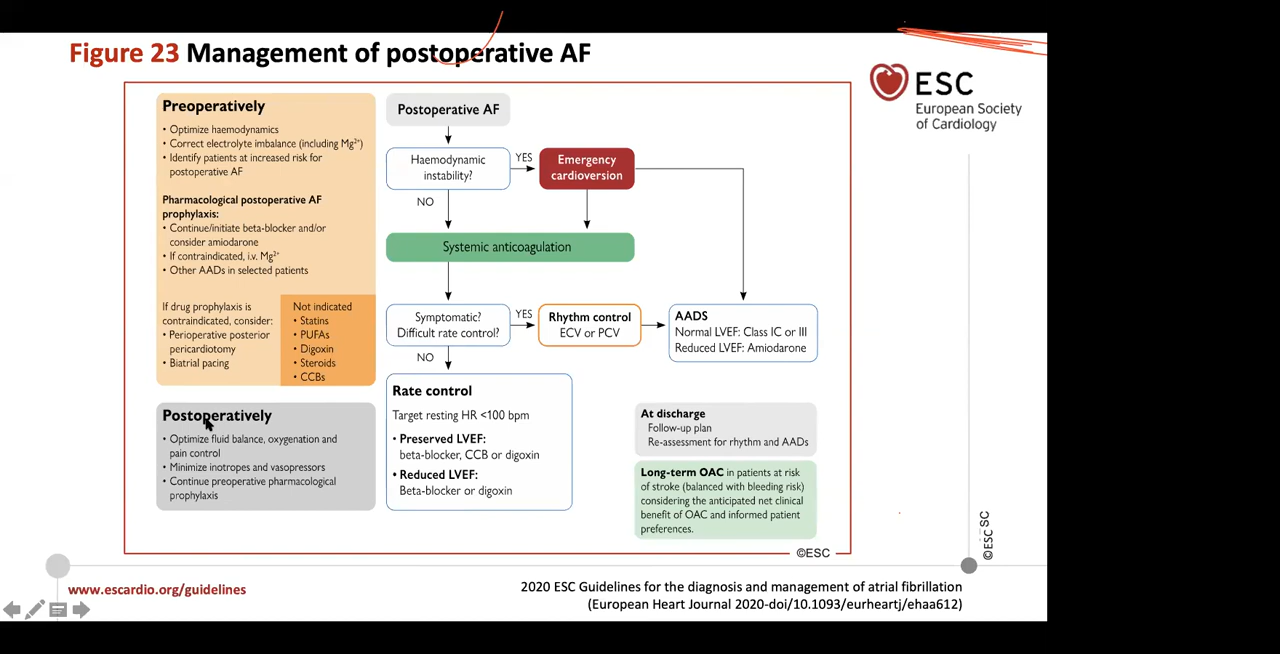 Figure 23 Management of postoperative AF
ESC
European Society
of Cardiology
Preoperatively
• Optimize haemodynamics
• Correct electrolyte imbalance (including Mg²⁺)
• Identify patients at increased risk for
postoperative AF
Pharmacological postoperative AF
prophylaxis:
• Continue/initiate beta-blocker and/or
consider amiodarone
• If contraindicated, i.v. Mg²⁺
• Other AADs in selected patients
If drug prophylaxis is
contraindicated, consider:
• Perioperative posterior
pericardiotomy
• Biatrial pacing
Not indicated
• Statins
• PUFAs
• Digoxin
• Steroids
• CCBs
Postoperatively
• Optimize fluid balance, oxygenation and
pain control
• Minimize inotropes and vasopressors
• Continue preoperative pharmacological
prophylaxis
Postoperative AF
Haemodynamic
instability?
YES
Emergency
cardioversion
NO
Systemic anticoagulation
Symptomatic?
Difficult rate control?
YES
Rhythm control
ECV or PCV
AADS
Normal LVEF: Class IC or III
Reduced LVEF: Amiodarone
NO
Rate control
Target resting HR <100 bpm
• Preserved LVEF:
beta-blocker, CCB or digoxin
• Reduced LVEF:
Beta-blocker or digoxin
At discharge
Follow-up plan
Re-assessment for rhythm and AADs
Long-term OAC in patients at risk
of stroke (balanced with bleeding risk)
considering the anticipated net clinical
benefit of OAC and informed patient
preferences.
©ESC
©ESC
www.escardio.org/guidelines
2020 ESC Guidelines for the diagnosis and management of atrial fibrillation
(European Heart Journal 2020-doi/10.1093/eurheartj/ehaa612)